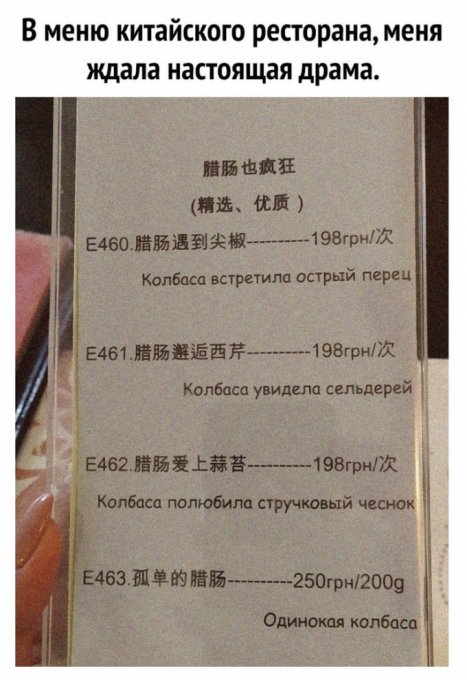 В меню китайского ресторана, меня
ждала настоящая драма.
腊肠也疯狂
(精选、优质)
E460.腊肠遇到尖椒----------198грн/次
Колбаса встретила острый перец
E461.腊肠邂逅西芹----------198грн/次
Колбаса увидела сельдерей
E462.腊肠爱上蒜苔----------198грн/次
Колбаса полюбила стручковый чеснок
E463.孤单的腊肠----------250грн/200g
Одинокая колбаса